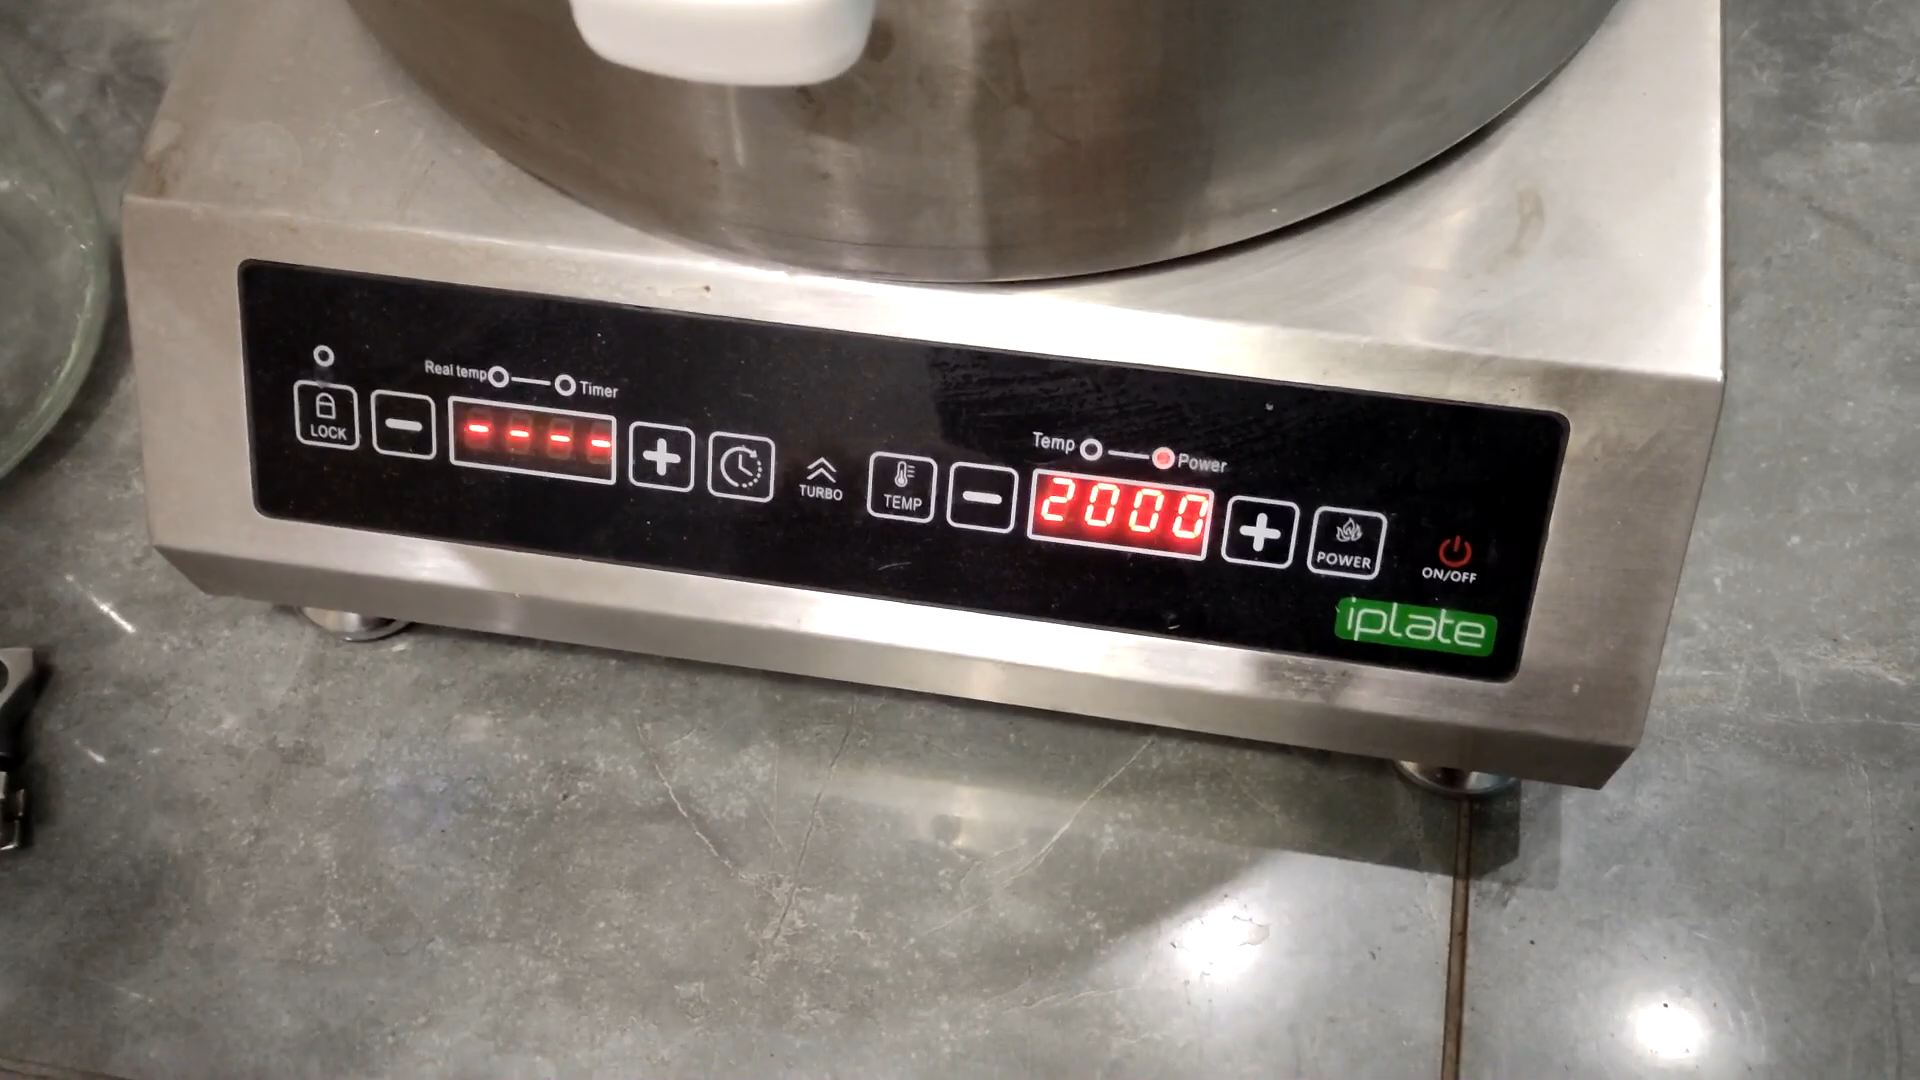 Real temp Timer
LOCK
----
TURBO
Temp Power
TEMP
2000
POWER
ON/OFF
iplate